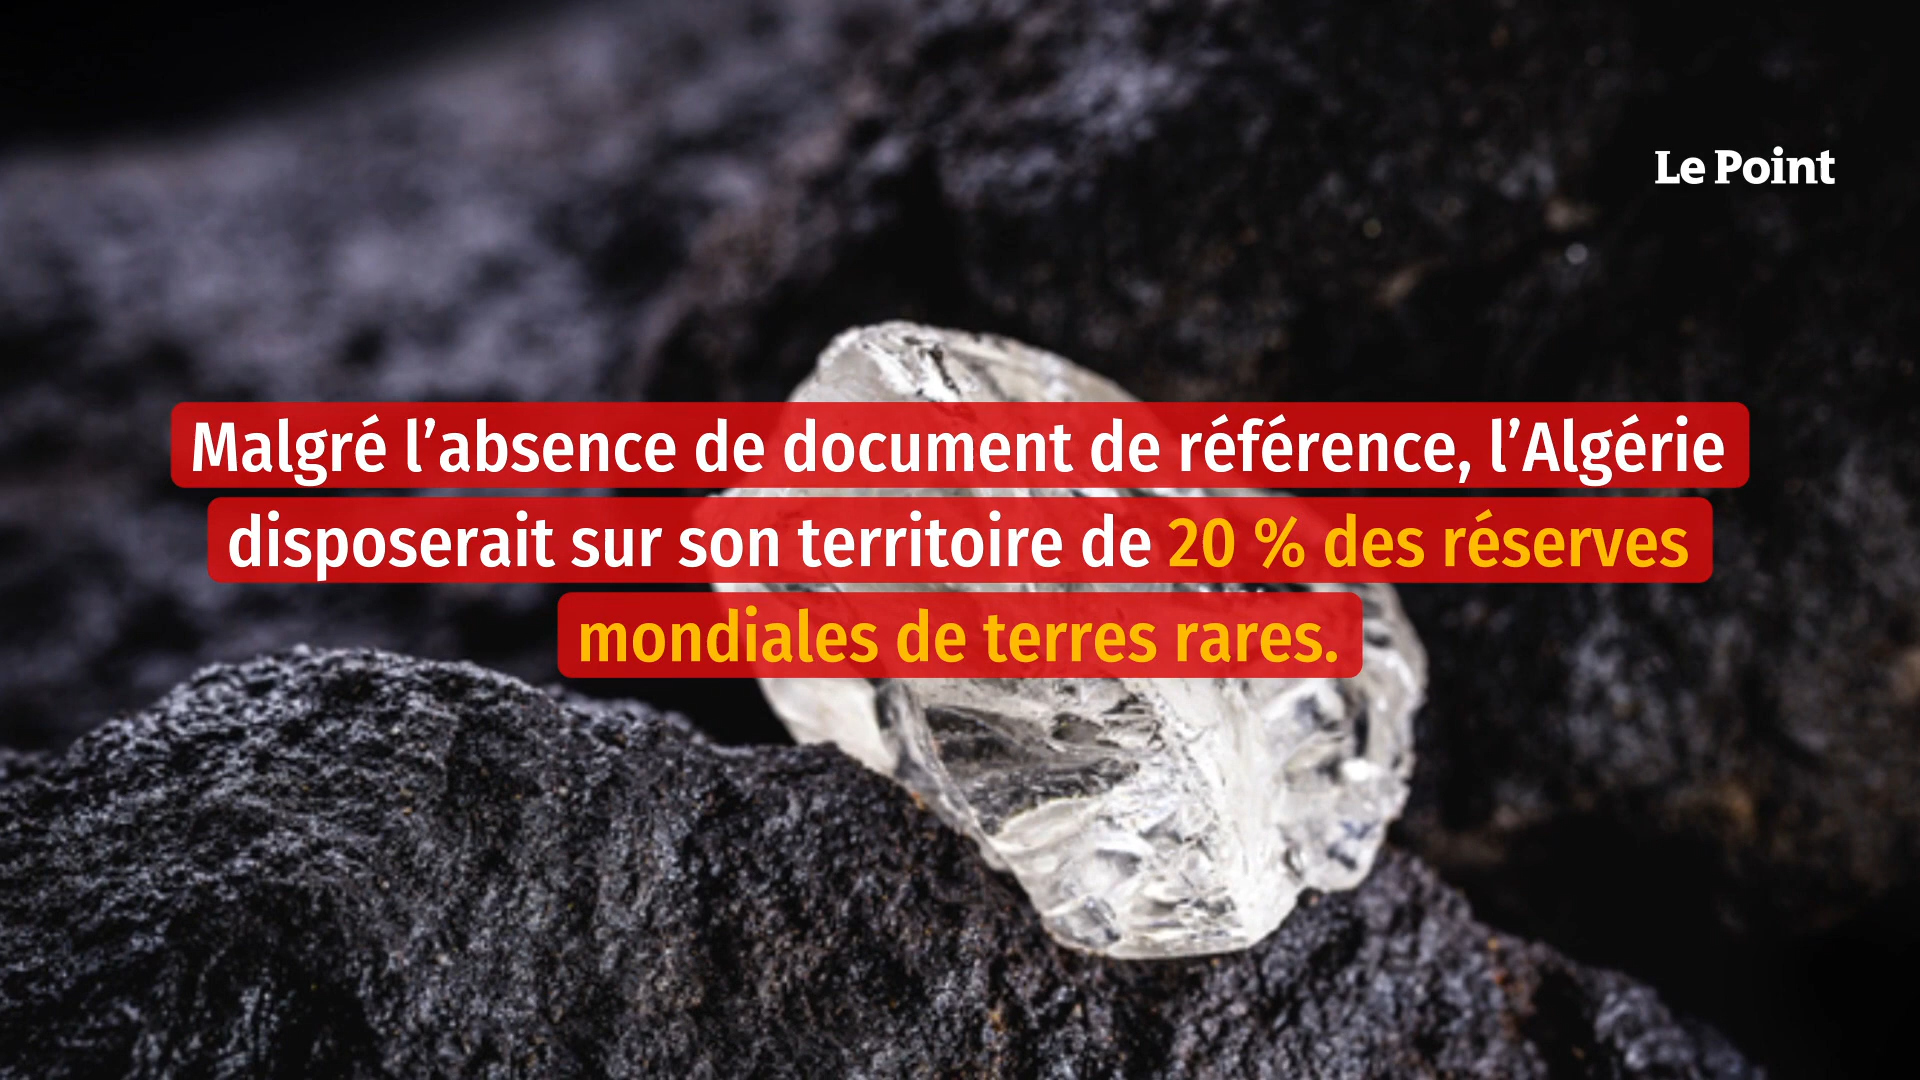 Le Point
Malgré l’absence de document de référence, l’Algérie
disposerait sur son territoire de 20 % des réserves
mondiales de terres rares.